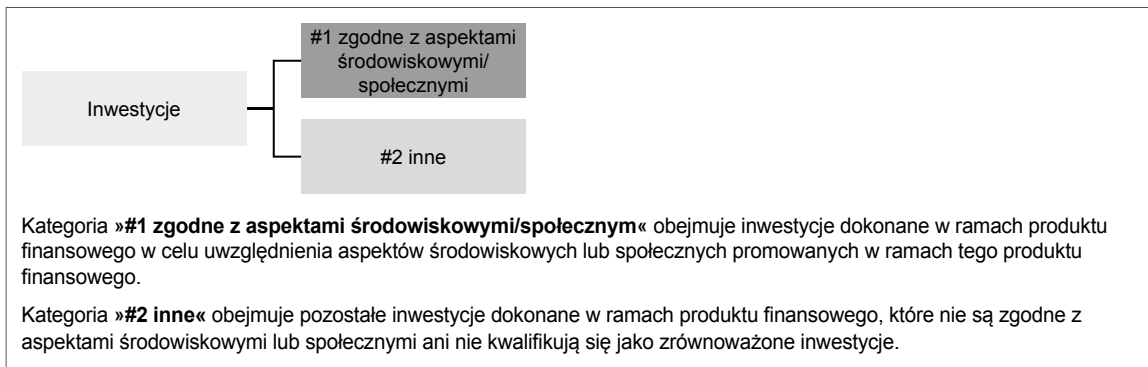 #1 zgodne z aspektami
środowiskowymi/
społecznymi
Inwestycje
#2 inne
Kategoria »#1 zgodne z aspektami środowiskowymi/społecznym« obejmuje inwestycje dokonane w ramach produktu
finansowego w celu uwzględnienia aspektów środowiskowych lub społecznych promowanych w ramach tego produktu
finansowego.
Kategoria »#2 inne« obejmuje pozostałe inwestycje dokonane w ramach produktu finansowego, które nie są zgodne z
aspektami środowiskowymi lub społecznymi ani nie kwalifikują się jako zrównoważone inwestycje.